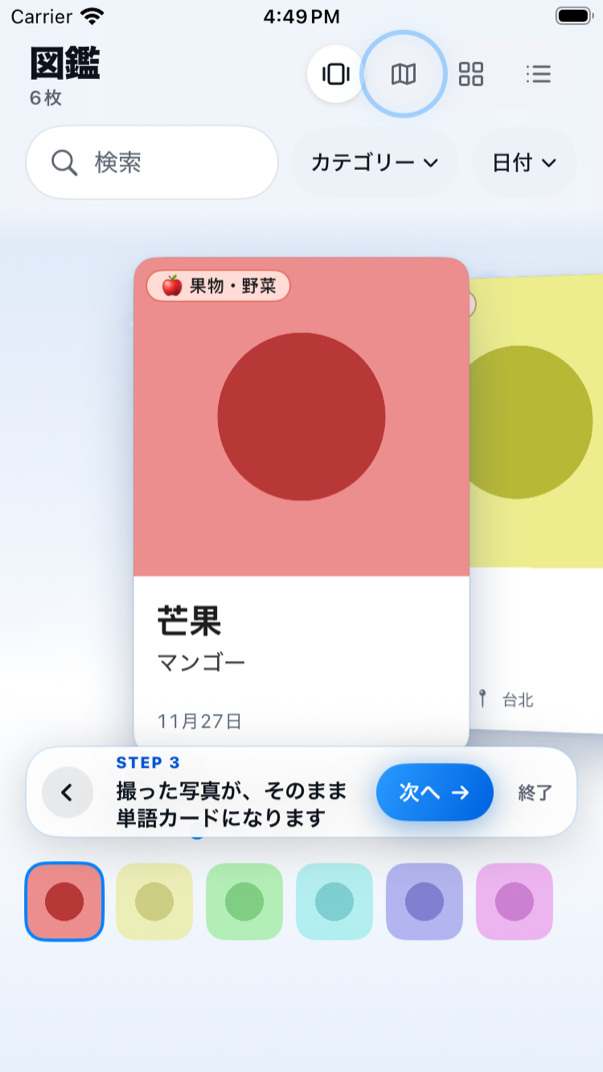 Carrier 4:49 PM
図鑑
6枚
検索
カテゴリー
日付
果物・野菜
芒果
マンゴー
11月27日
台北
STEP 3
撮った写真が、そのまま
単語カードになります
次へ →
終了